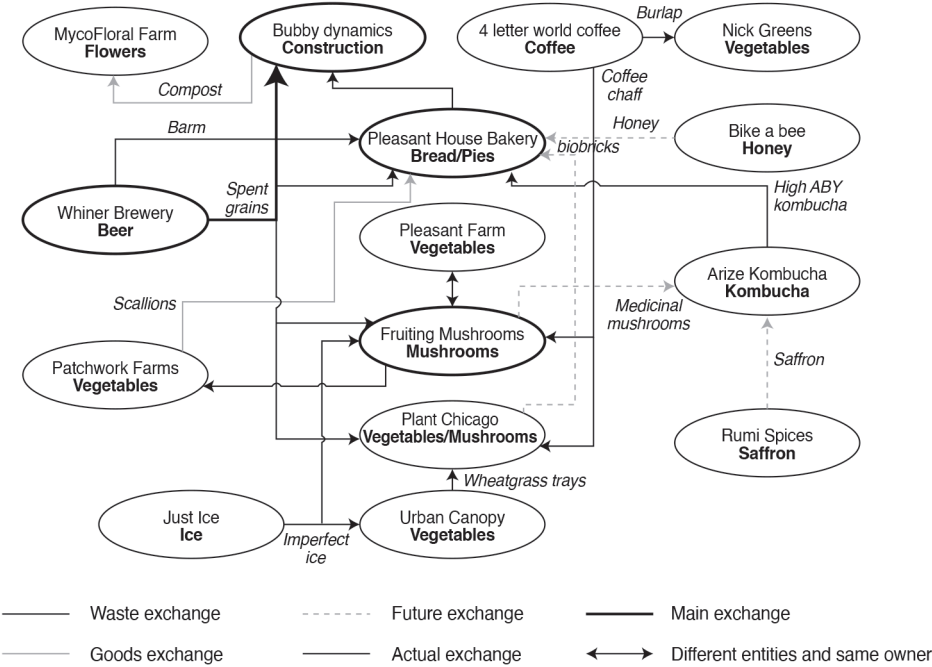 MycoFloral Farm
Flowers
Bubby dynamics
Construction
4 letter world coffee
Coffee
Burlap
Nick Greens
Vegetables
Compost
Coffee
chaff
Barm
Pleasant House Bakery
Bread/Pies
Honey
biobricks
Bike a bee
Honey
Spent
grains
High ABY
kombucha
Whiner Brewery
Beer
Pleasant Farm
Vegetables
Arize Kombucha
Kombucha
Scallions
Medicinal
mushrooms
Fruiting Mushrooms
Mushrooms
Patchwork Farms
Vegetables
Saffron
Plant Chicago
Vegetables/Mushrooms
Rumi Spices
Saffron
Wheatgrass trays
Just Ice
Ice
Imperfect
ice
Urban Canopy
Vegetables
Waste exchange
Future exchange
Main exchange
Goods exchange
Actual exchange
Different entities and same owner